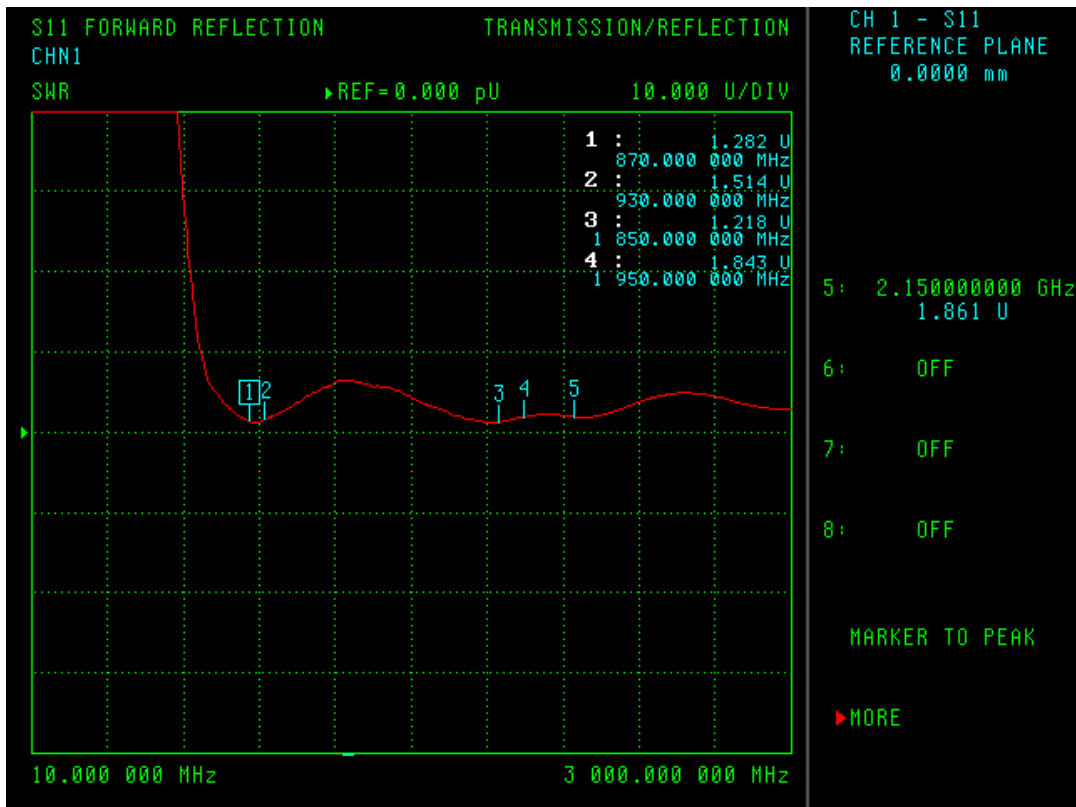 S11 FORWARD REFLECTION TRANSMISSION/REFLECTION
CHN1
SWR ▶REF=0.000 pU 10.000 U/DIV
1 : 1.282 U
870.000 000 MHz
2 : 1.514 U
930.000 000 MHz
3 : 1.218 U
1 850.000 000 MHz
4 : 1.843 U
1 950.000 000 MHz
1 2 3 4 5
10.000 000 MHz 3 000.000 000 MHz
CH 1 - S11
REFERENCE PLANE
0.0000 mm
5: 2.150000000 GHz
1.861 U
6: OFF
7: OFF
8: OFF
MARKER TO PEAK
▶MORE